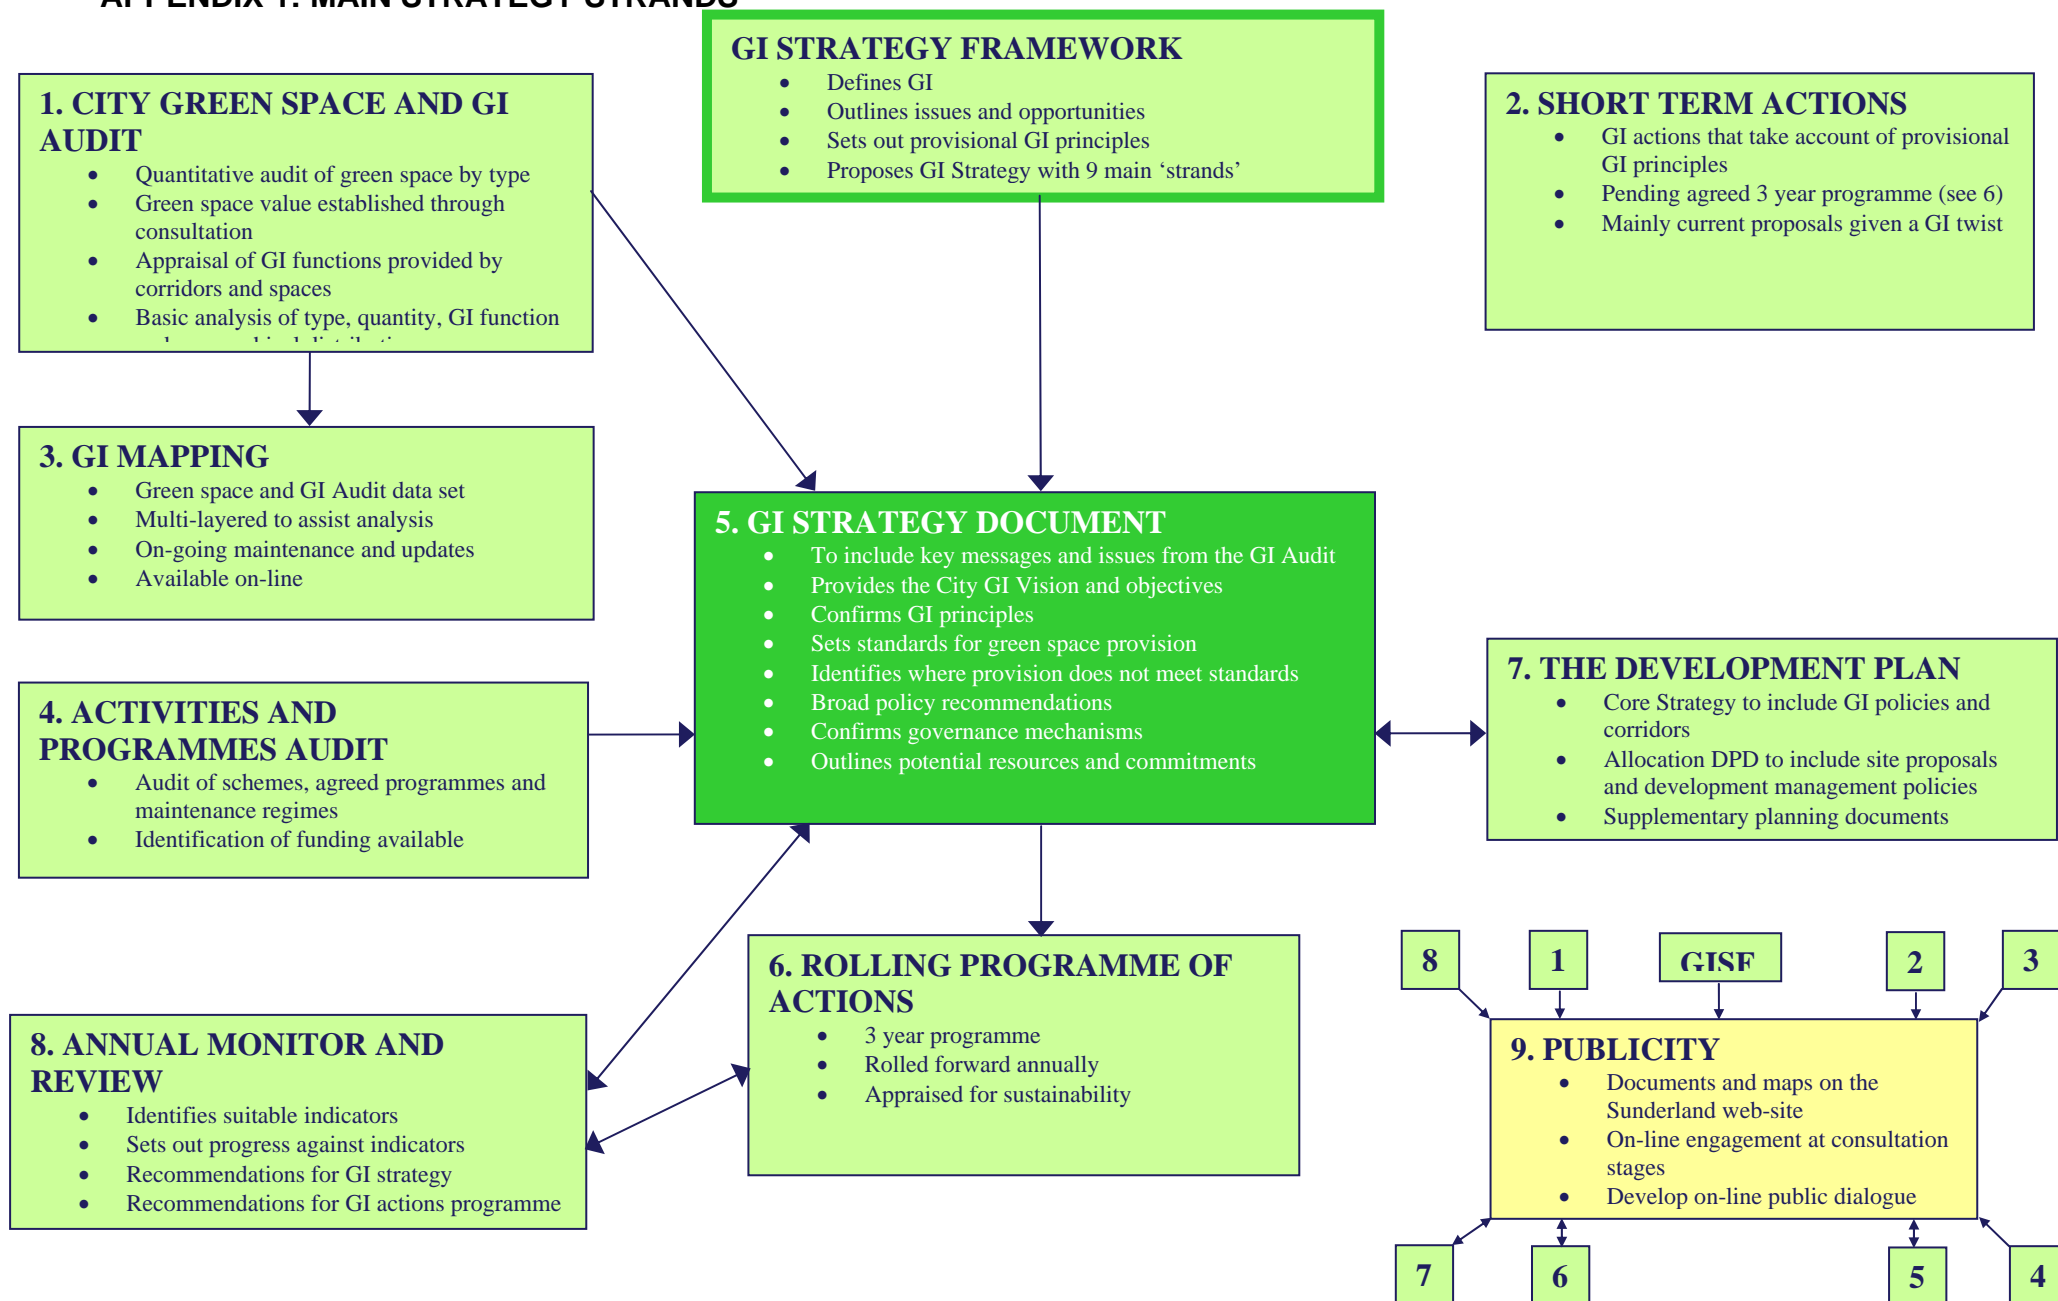 APPENDIX 1: MAIN STRATEGY STRANDS
GI STRATEGY FRAMEWORK
• Defines GI
• Outlines issues and opportunities
• Sets out provisional GI principles
• Proposes GI Strategy with 9 main ‘strands’
1. CITY GREEN SPACE AND GI
AUDIT
• Quantitative audit of green space by type
• Green space value established through
consultation
• Appraisal of GI functions provided by
corridors and spaces
• Basic analysis of type, quantity, GI function
2. SHORT TERM ACTIONS
• GI actions that take account of provisional
GI principles
• Pending agreed 3 year programme (see 6)
• Mainly current proposals given a GI twist
3. GI MAPPING
• Green space and GI Audit data set
• Multi-layered to assist analysis
• On-going maintenance and updates
• Available on-line
5. GI STRATEGY DOCUMENT
• To include key messages and issues from the GI Audit
• Provides the City GI Vision and objectives
• Confirms GI principles
• Sets standards for green space provision
• Identifies where provision does not meet standards
• Broad policy recommendations
• Confirms governance mechanisms
• Outlines potential resources and commitments
4. ACTIVITIES AND
PROGRAMMES AUDIT
• Audit of schemes, agreed programmes and
maintenance regimes
• Identification of funding available
7. THE DEVELOPMENT PLAN
• Core Strategy to include GI policies and
corridors
• Allocation DPD to include site proposals
and development management policies
• Supplementary planning documents
6. ROLLING PROGRAMME OF
ACTIONS
• 3 year programme
• Rolled forward annually
• Appraised for sustainability
8. ANNUAL MONITOR AND
REVIEW
• Identifies suitable indicators
• Sets out progress against indicators
• Recommendations for GI strategy
• Recommendations for GI actions programme
8
1
GISF
2
3
9. PUBLICITY
• Documents and maps on the
Sunderland web-site
• On-line engagement at consultation
stages
• Develop on-line public dialogue
7
6
5
4